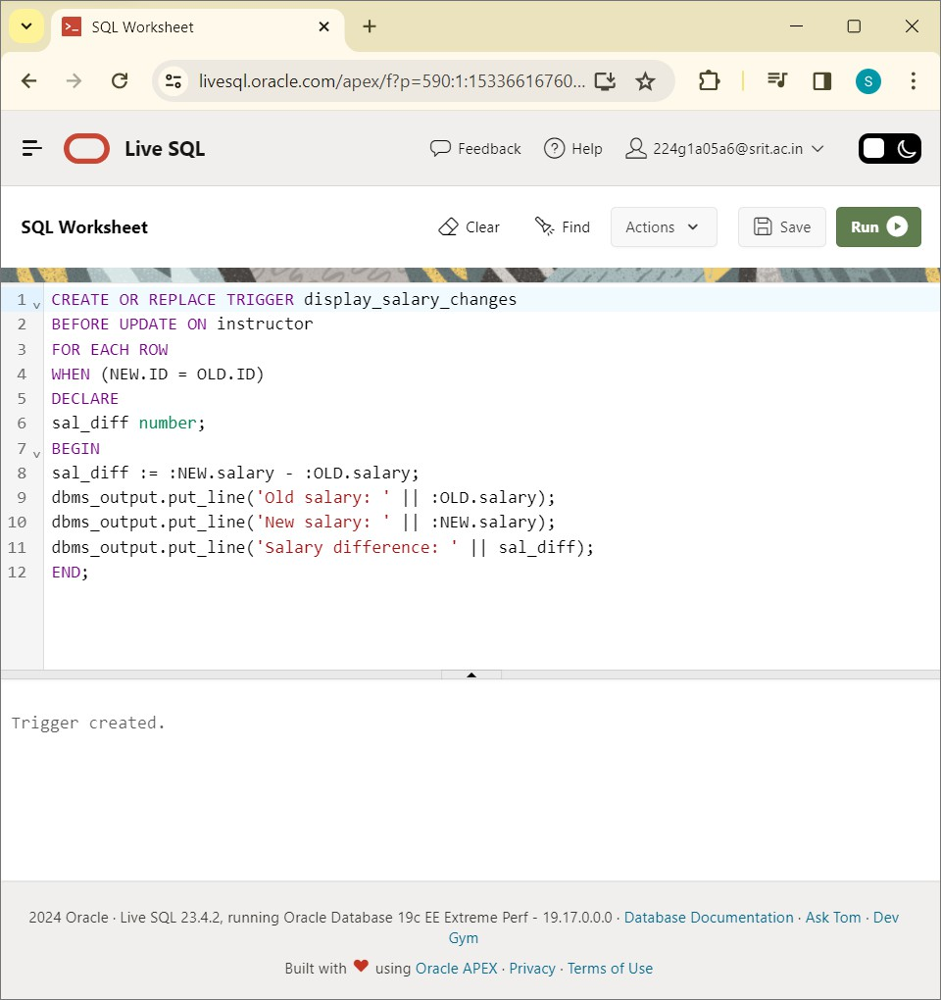 SQL Worksheet
livesql.oracle.com/apex/f?p=590:1:15336616760...
S
Live SQL
Feedback
Help
224g1a05a6@srit.ac.in
SQL Worksheet
Clear
Find
Actions
Save
Run
1 CREATE OR REPLACE TRIGGER display_salary_changes
2 BEFORE UPDATE ON instructor
3 FOR EACH ROW
4 WHEN (NEW.ID = OLD.ID)
5 DECLARE
6 sal_diff number;
7 BEGIN
8 sal_diff := :NEW.salary - :OLD.salary;
9 dbms_output.put_line('Old salary: ' || :OLD.salary);
10 dbms_output.put_line('New salary: ' || :NEW.salary);
11 dbms_output.put_line('Salary difference: ' || sal_diff);
12 END;
Trigger created.
2024 Oracle · Live SQL 23.4.2, running Oracle Database 19c EE Extreme Perf - 19.17.0.0.0 · Database Documentation · Ask Tom · Dev
Gym
Built with ❤ using Oracle APEX · Privacy · Terms of Use